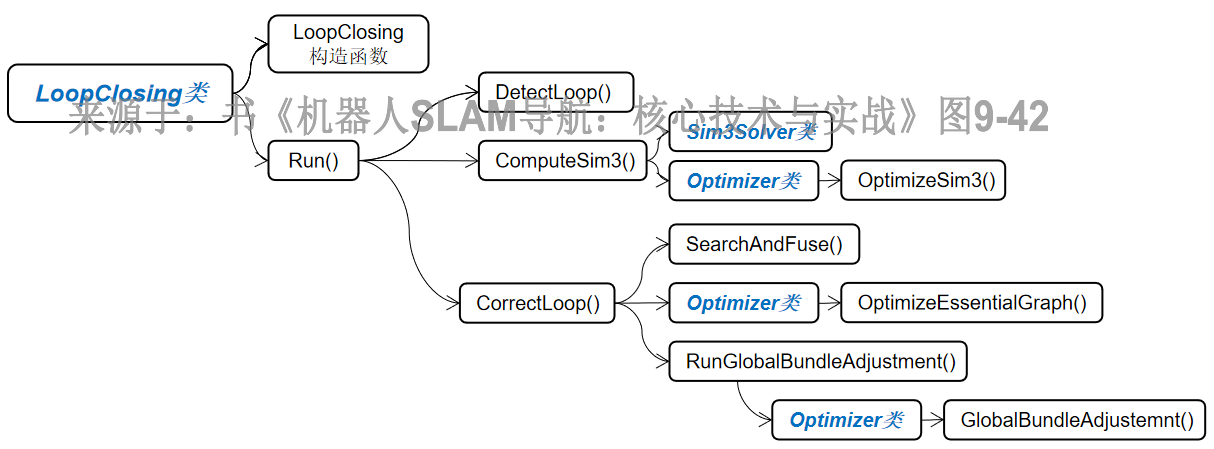 LoopClosing
构造函数
LoopClosing类
DetectLoop()
来源于：书《机器人SLAM导航：核心技术与实战》图9-42
Sim3Solver类
Run()
ComputeSim3()
Optimizer类
OptimizeSim3()
SearchAndFuse()
CorrectLoop()
Optimizer类
OptimizeEssentialGraph()
RunGlobalBundleAdjustment()
Optimizer类
GlobalBundleAdjustemnt()